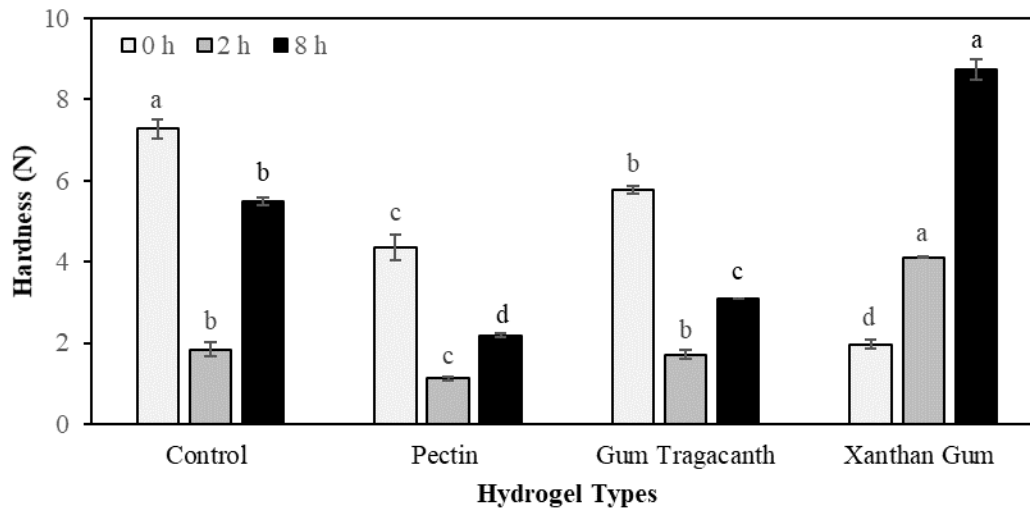 10
8
6
4
2
0
Hardness (N)
0 h 2 h 8 h
a b b
c c d
b b c
d a a
Control Pectin Gum Tragacanth Xanthan Gum
Hydrogel Types